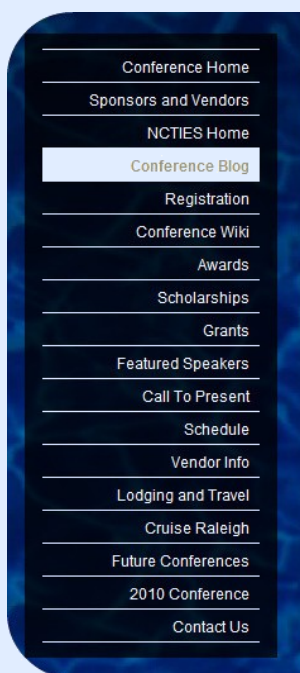 Conference Home
Sponsors and Vendors
NCTIES Home
Conference Blog
Registration
Conference Wiki
Awards
Scholarships
Grants
Featured Speakers
Call To Present
Schedule
Vendor Info
Lodging and Travel
Cruise Raleigh
Future Conferences
2010 Conference
Contact Us